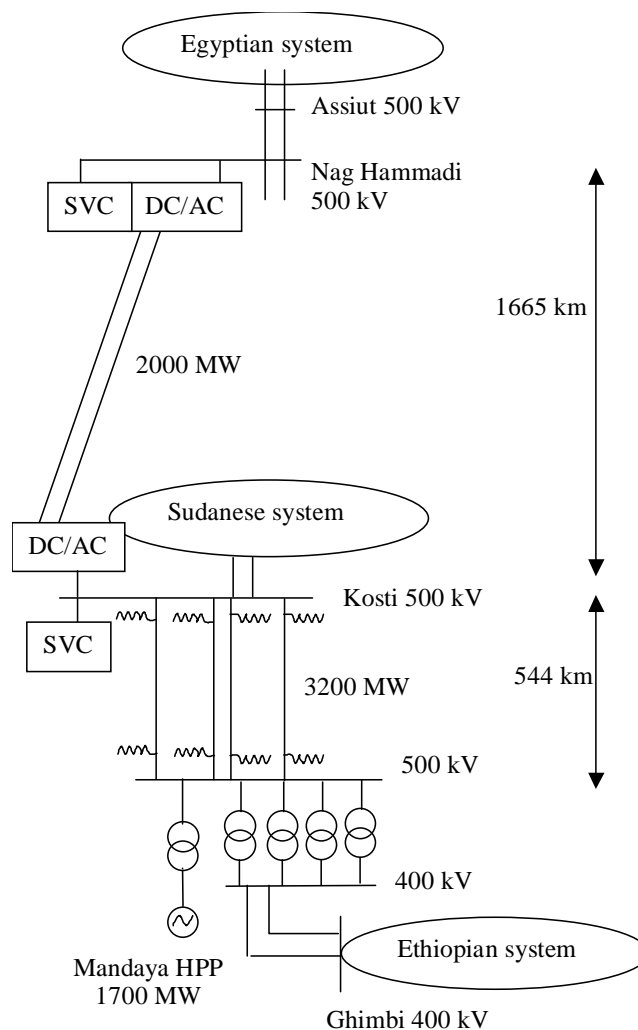 Egyptian system
Assiut 500 kV
Nag Hammadi
500 kV
SVC
DC/AC
1665 km
2000 MW
Sudanese system
DC/AC
Kosti 500 kV
SVC
3200 MW
544 km
500 kV
400 kV
Mandaya HPP
1700 MW
Ethiopian system
Ghimbi 400 kV